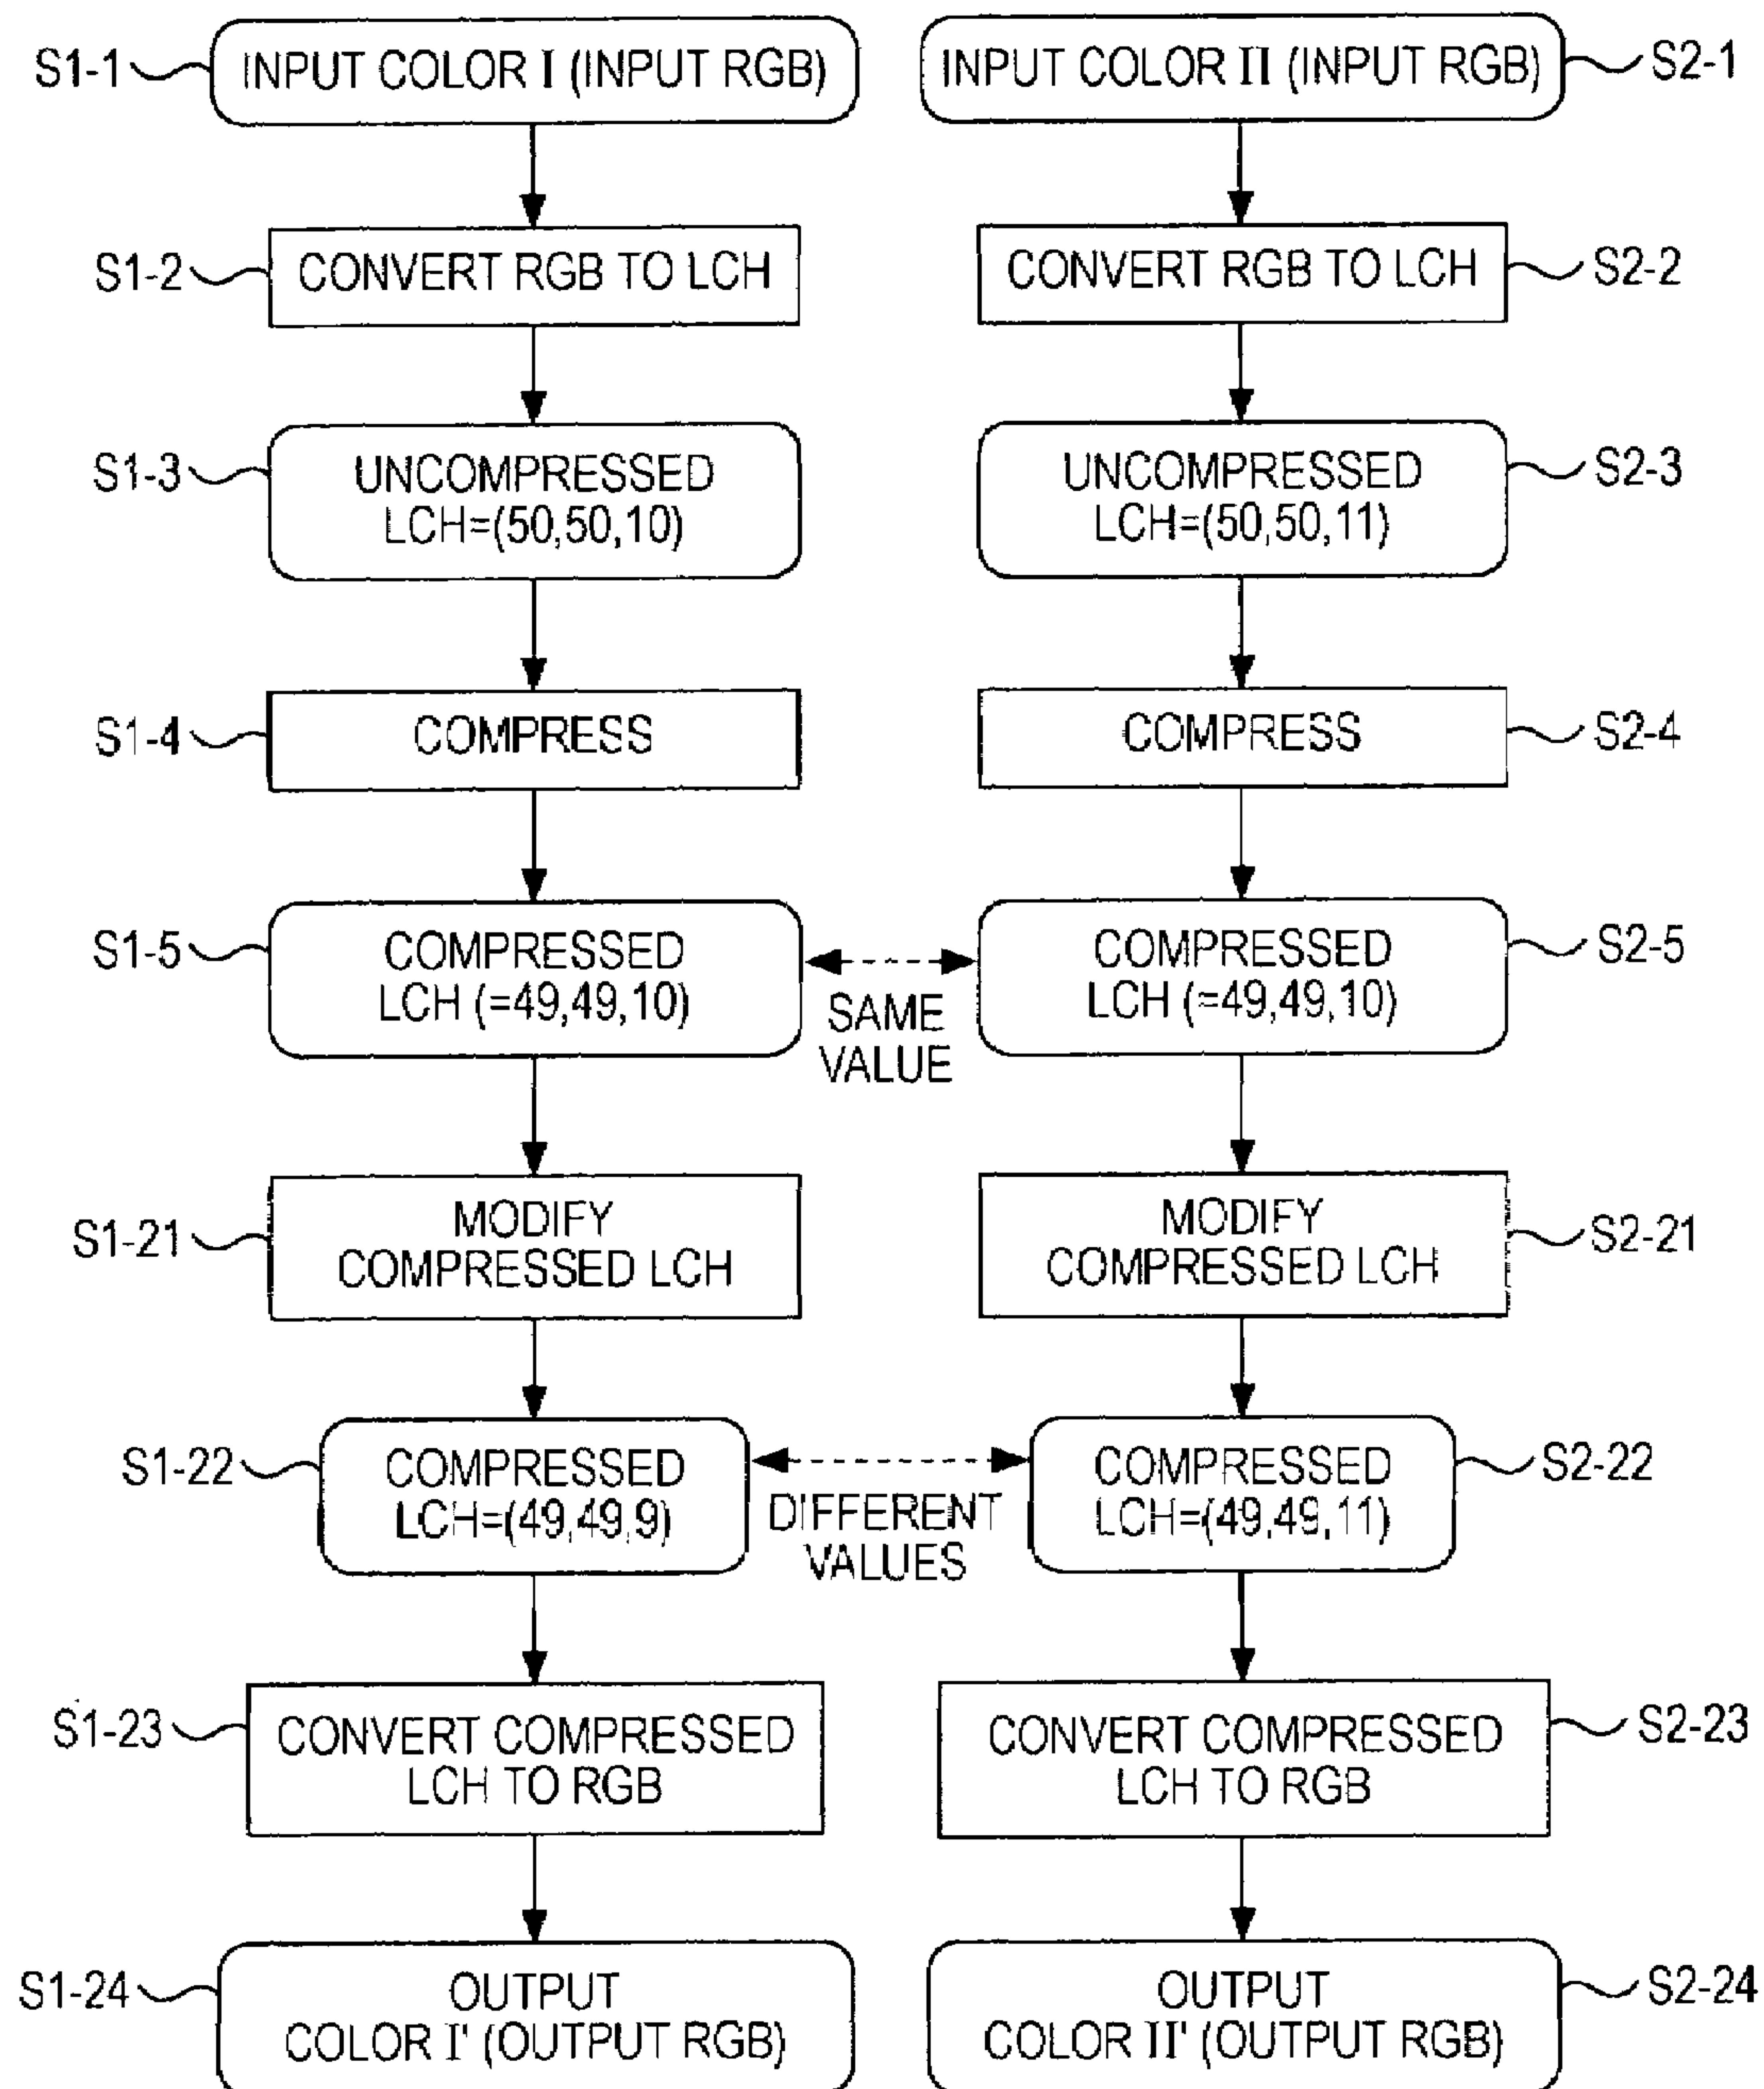 S1-1
INPUT COLOR I (INPUT RGB)
INPUT COLOR II (INPUT RGB)
S2-1
S1-2
CONVERT RGB TO LCH
CONVERT RGB TO LCH
S2-2
S1-3
UNCOMPRESSED
LCH=(50,50,10)
UNCOMPRESSED
LCH=(50,50,11)
S2-3
S1-4
COMPRESS
COMPRESS
S2-4
S1-5
COMPRESSED
LCH (=49,49,10)
SAME
VALUE
COMPRESSED
LCH (=49,49,10)
S2-5
S1-21
MODIFY
COMPRESSED LCH
MODIFY
COMPRESSED LCH
S2-21
S1-22
COMPRESSED
LCH=(49,49,9)
DIFFERENT
VALUES
COMPRESSED
LCH=(49,49,11)
S2-22
S1-23
CONVERT COMPRESSED
LCH TO RGB
CONVERT COMPRESSED
LCH TO RGB
S2-23
S1-24
OUTPUT
COLOR I' (OUTPUT RGB)
OUTPUT
COLOR II' (OUTPUT RGB)
S2-24